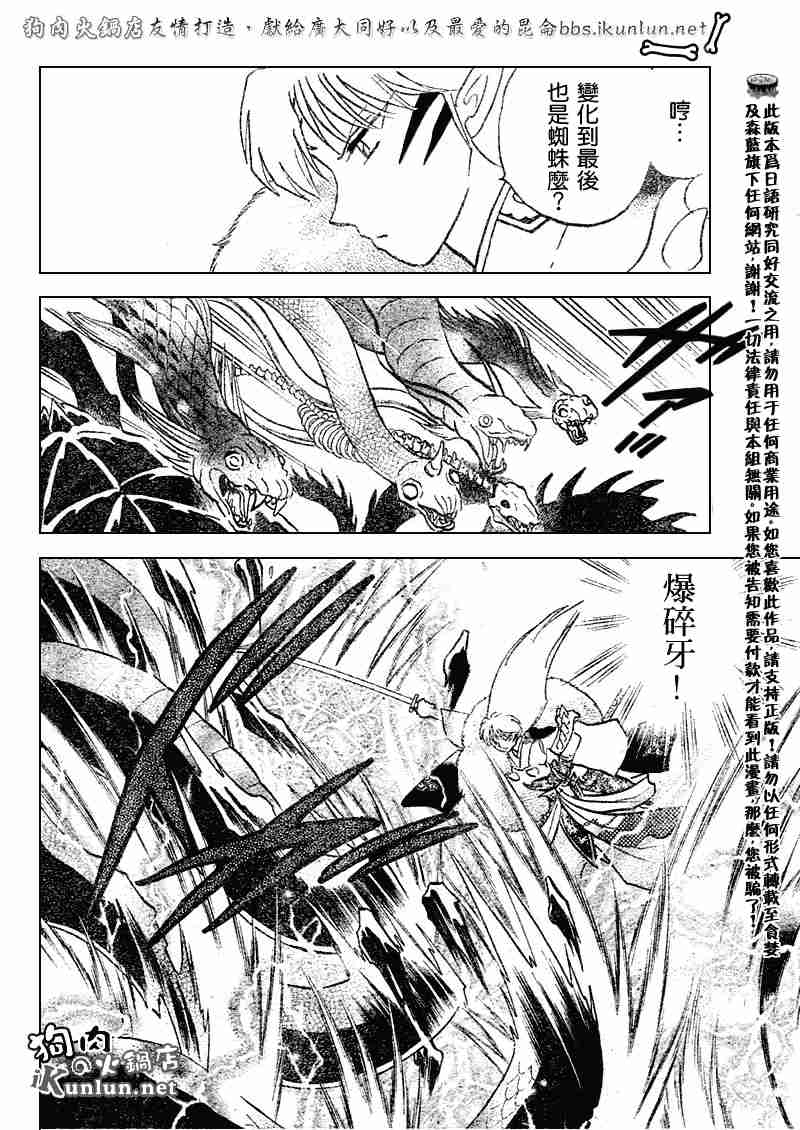 狗肉火鍋店友情打造、獻給廣大同好以及最愛的昆侖bbs.ikunlun.net
哼…
變化到最後
也是蜘蛛麼？
爆碎牙！
此版本爲日語研究同好交流之用，請勿用于任何商業用途。如您喜歡此作品，請支持正版！請勿以任何形式轉載至貪婪
及森藍旗下任何網站，謝謝！一切法律責任與本組無關。如果您被告知需要付款才能看到此漫畫，那麼，您被騙了！
狗肉
の火鍋店
iKunlun.net